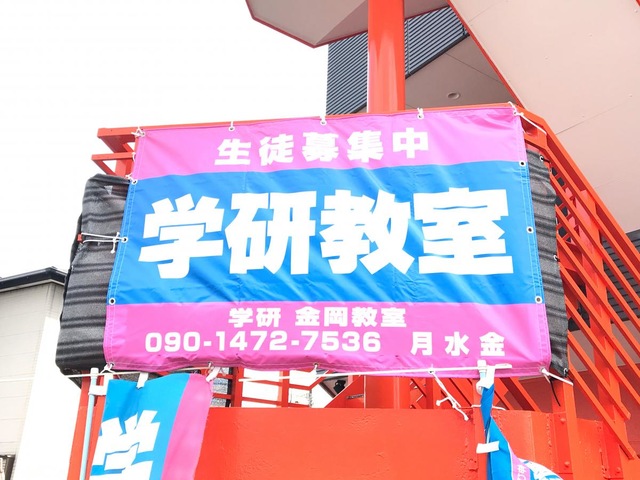 生徒募集中
学研教室
学研 金岡教室
090-1472-7536 月水金
学